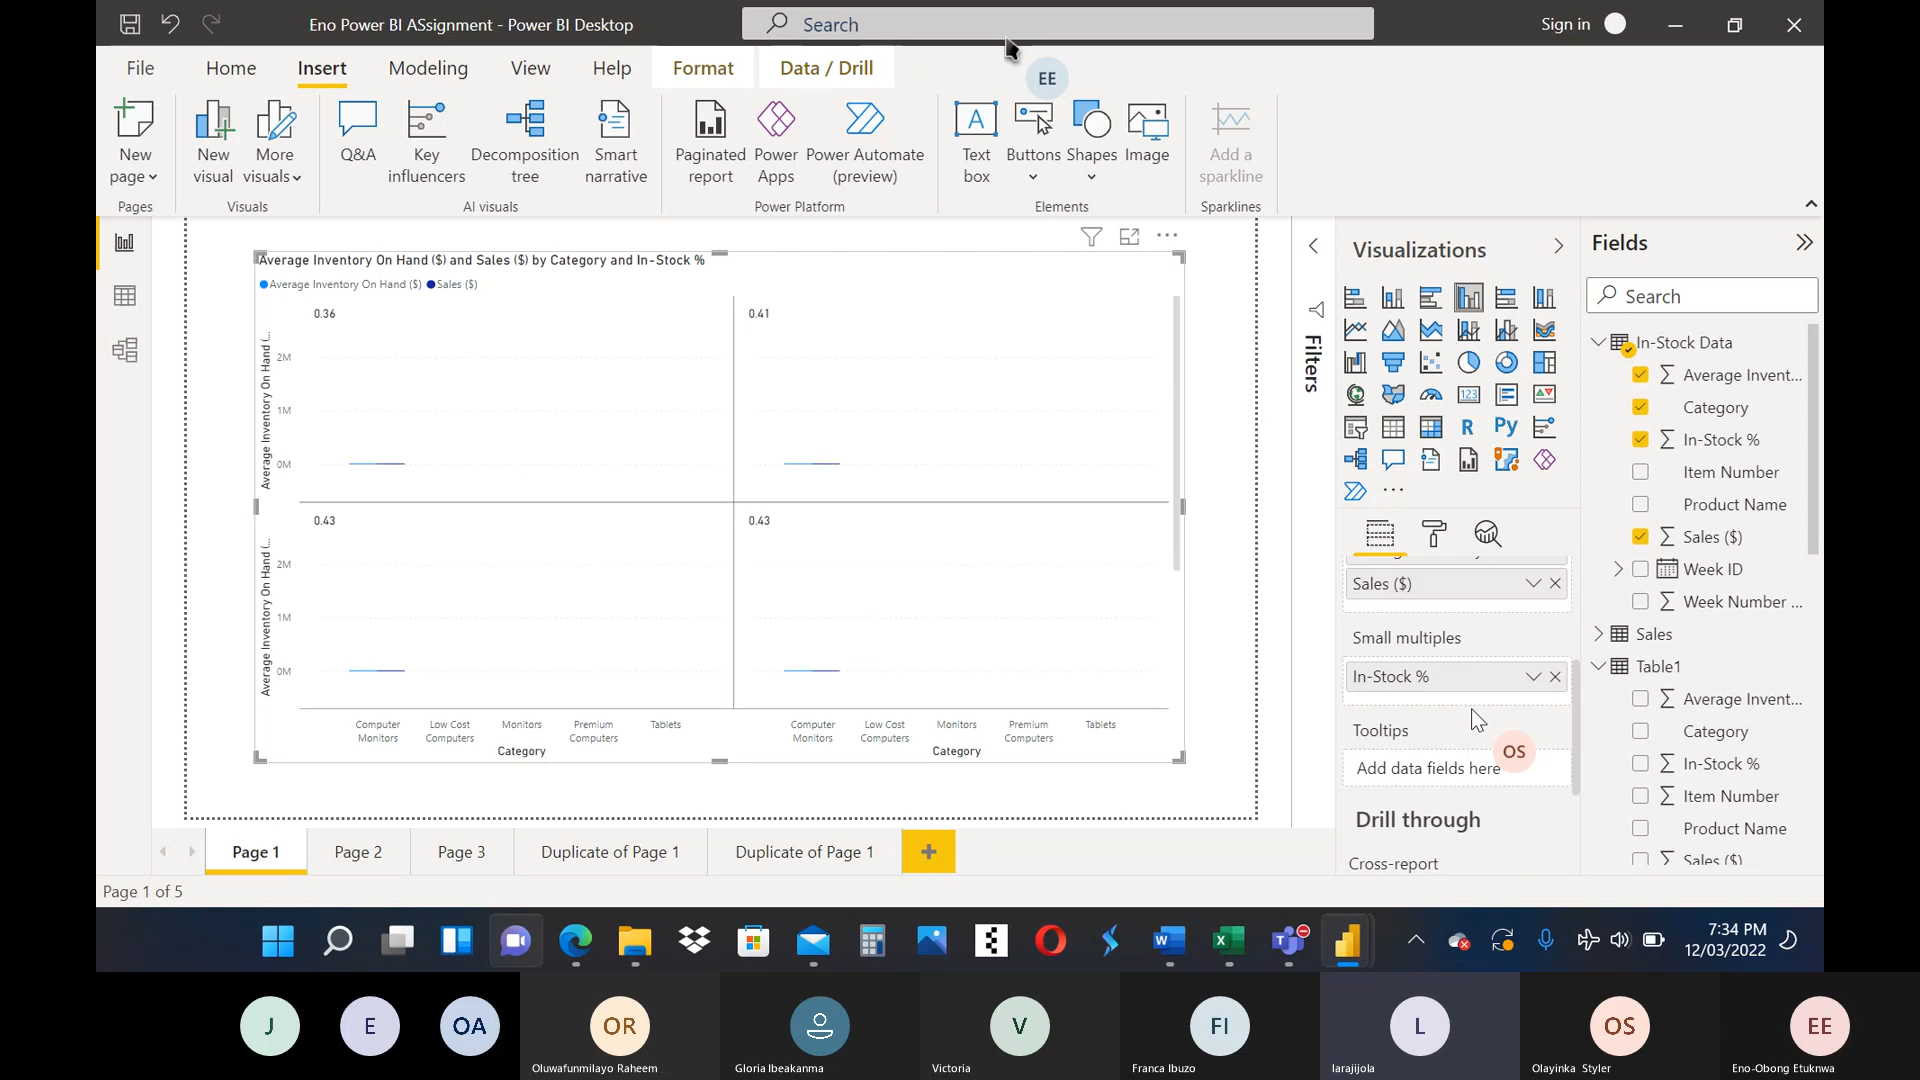 Eno Power BI ASsignment - Power BI Desktop
Search
Sign in
File
Home
Insert
Modeling
View
Help
Format
Data / Drill
EE
New page
New visual
More visuals
Q&A
Key influencers
Decomposition tree
Smart narrative
Paginated report
Power Apps
Power Automate (preview)
A
Text box
Buttons
Shapes
Image
Add a sparkline
Pages
Visuals
AI visuals
Power Platform
Elements
Sparklines
Average Inventory On Hand ($) and Sales ($) by Category and In-Stock %
Average Inventory On Hand ($)
Sales ($)
0.36
0.41
2M
1M
0M
Average Inventory On Hand (...
0.43
0.43
2M
1M
0M
Average Inventory On Hand (...
Computer Monitors
Low Cost Computers
Monitors
Premium Computers
Tablets
Computer Monitors
Low Cost Computers
Monitors
Premium Computers
Tablets
Category
Category
Filters
Visualizations
123
R
Py
Sales ($)
Small multiples
In-Stock %
Tooltips
OS
Add data fields here
Drill through
Cross-report
Fields
Search
In-Stock Data
Average Invent...
Category
In-Stock %
Item Number
Product Name
Sales ($)
Week ID
Week Number ...
Sales
Table1
Average Invent...
Category
In-Stock %
Item Number
Product Name
Sales ($)
Page 1
Page 2
Page 3
Duplicate of Page 1
Duplicate of Page 1
Page 1 of 5
7:34 PM
12/03/2022
J
E
OA
OR
V
FI
L
OS
EE
Oluwafunmilayo Raheem
Gloria Ibeakanma
Victoria
Franca Ibuzo
larajijola
Olayinka Styler
Eno-Obong Etuknwa